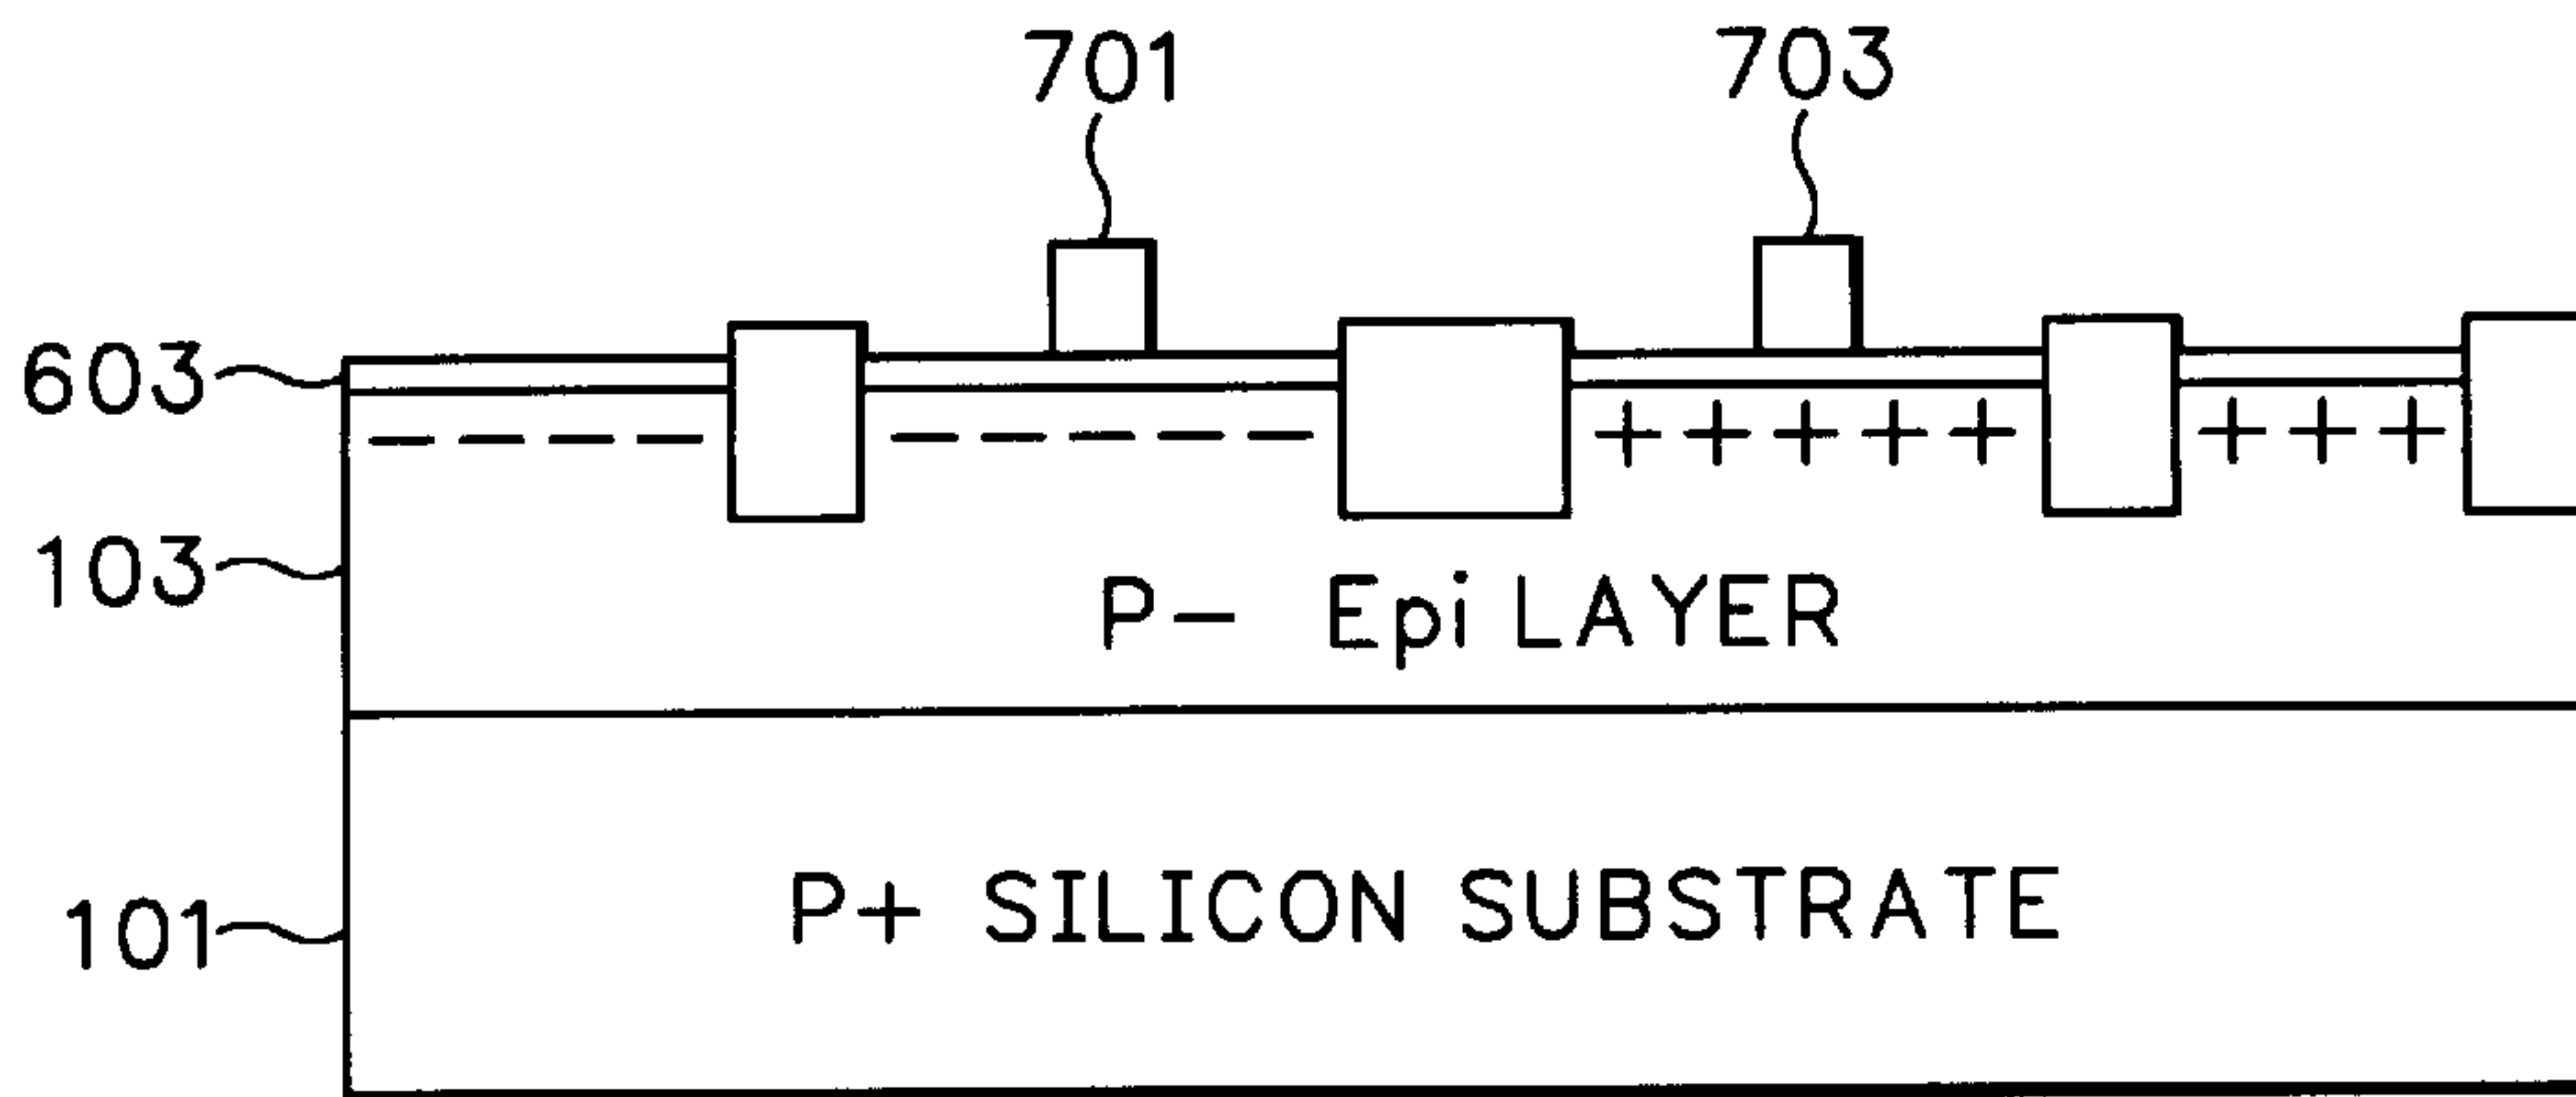 701
703
603
103
P- Epi LAYER
101
P+ SILICON SUBSTRATE